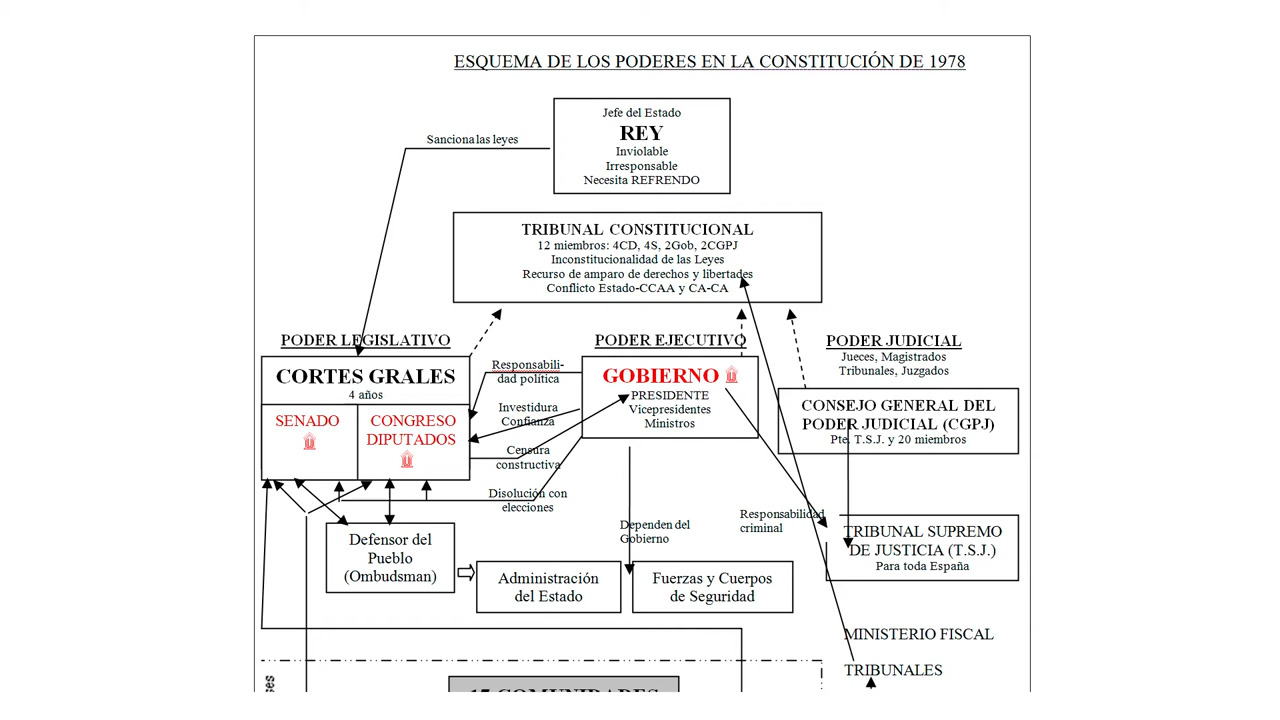 ESQUEMA DE LOS PODERES EN LA CONSTITUCIÓN DE 1978
Jefe del Estado
REY
Inviolable
Irresponsable
Necesita REFRENDO
Sanciona las leyes
TRIBUNAL CONSTITUCIONAL
12 miembros: 4CD, 4S, 2Gob, 2CGPJ
Inconstitucionalidad de las Leyes
Recurso de amparo de derechos y libertades
Conflicto Estado-CCAA y CA-CA
PODER LEGISLATIVO
CORTES GRALES
4 años
SENADO
CONGRESO
DIPUTADOS
Responsabili-
dad política
Investidura
Confianza
Censura
constructiva
Disolución con
elecciones
PODER EJECUTIVO
GOBIERNO
PRESIDENTE
Vicepresidentes
Ministros
PODER JUDICIAL
Jueces, Magistrados
Tribunales, Juzgados
CONSEJO GENERAL DEL
PODER JUDICIAL (CGPJ)
Pte. T.S.J. y 20 miembros
Defensor del
Pueblo
(Ombudsman)
Dependen del
Gobierno
Responsabilidad
criminal
TRIBUNAL SUPREMO
DE JUSTICIA (T.S.J.)
Para toda España
Administración
del Estado
Fuerzas y Cuerpos
de Seguridad
MINISTERIO FISCAL
TRIBUNALES
17 COMUNIDADES